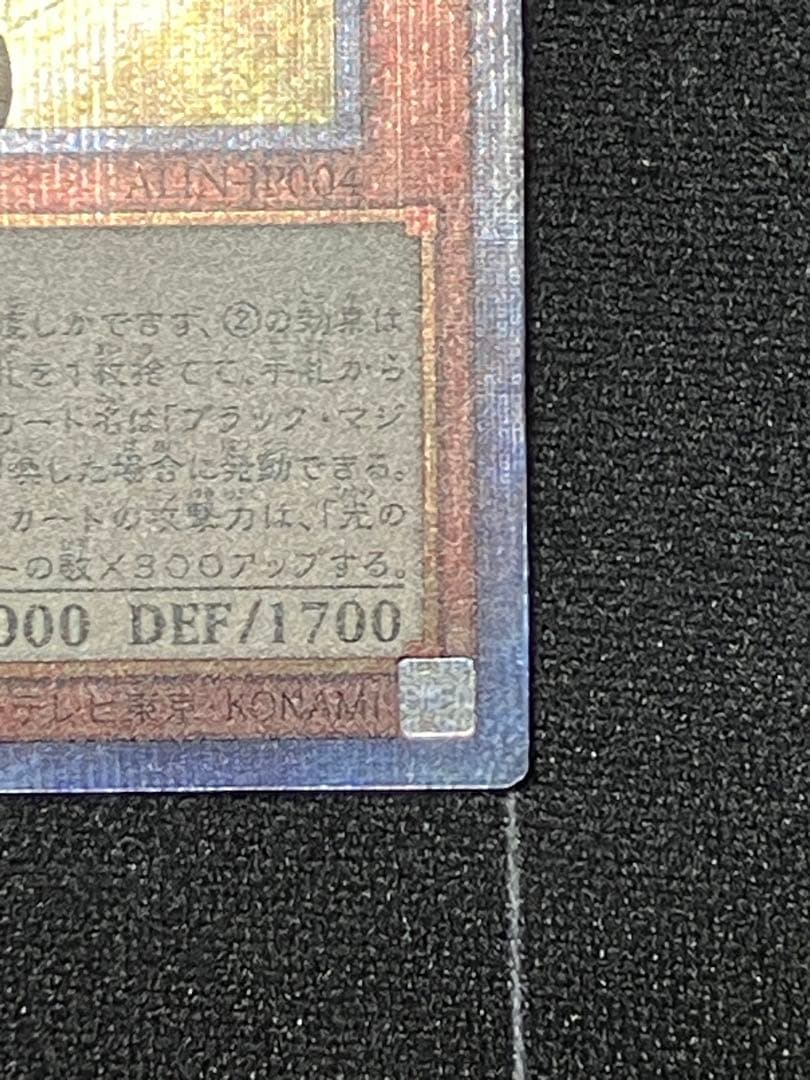 ALIN-JP004
度しかできず、②の効果は
札を1枚捨てて、手札から
カード名は「ブラック・マジ
喚した場合に発動できる。
カードの攻撃力は、「光の
ーの数×300アップする。
000 DEF/1700
テレビ東京・KONAMI